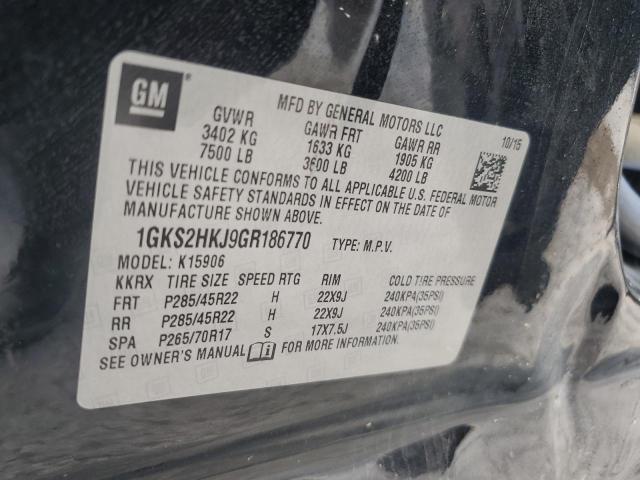 GM
MFD BY GENERAL MOTORS LLC
GVWR GAWR FRT GAWR RR
3402 KG 1633 KG 1905 KG
7500 LB 3600 LB 4200 LB
10/15
THIS VEHICLE CONFORMS TO ALL APPLICABLE U.S. FEDERAL MOTOR
VEHICLE SAFETY STANDARDS IN EFFECT ON THE DATE OF
MANUFACTURE SHOWN ABOVE.
1GKS2HKJ9GR186770 TYPE: M.P.V.
MODEL: K15906
KKRX TIRE SIZE SPEED RTG RIM COLD TIRE PRESSURE
FRT P285/45R22 H 22X9J 240KPA(35PSI)
RR P285/45R22 H 22X9J 240KPA(35PSI)
SPA P265/70R17 S 17X7.5J 240KPA(35PSI)
SEE OWNER'S MANUAL FOR MORE INFORMATION.